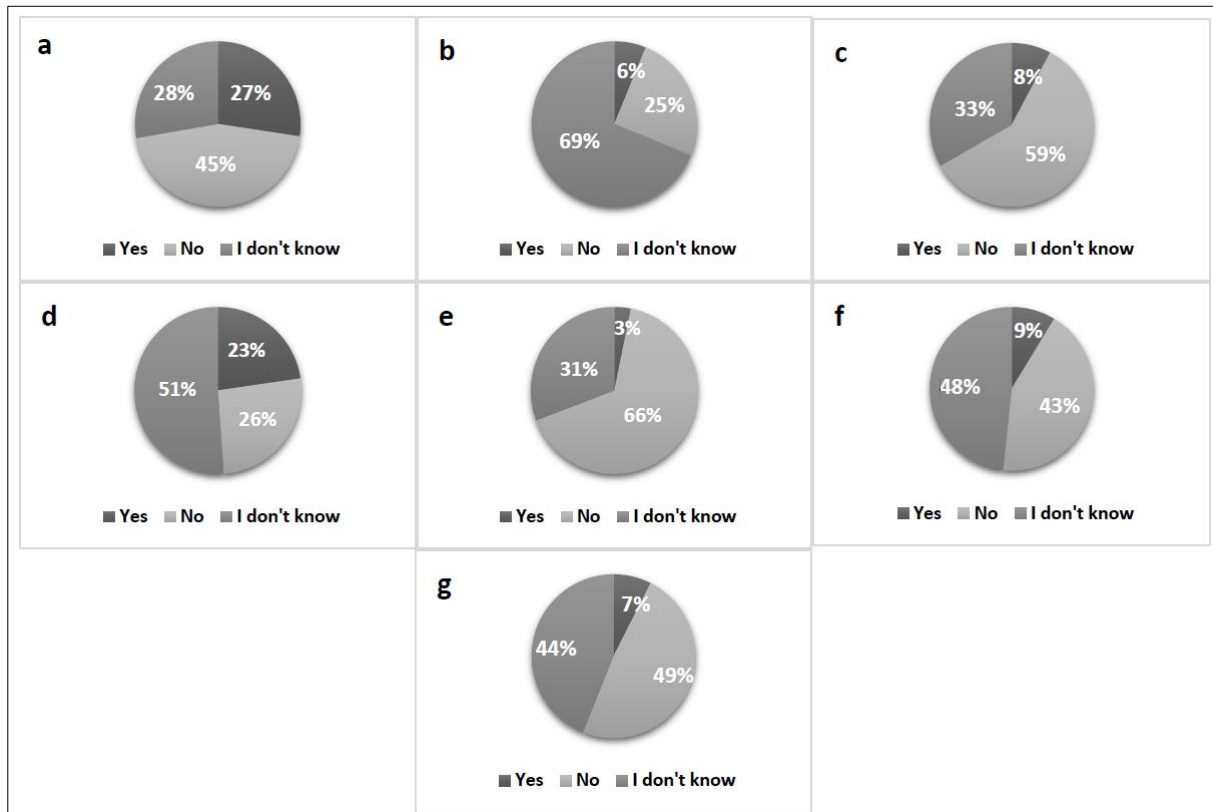 a
28% 27%
45%
Yes No I don't know
b
6%
25%
69%
Yes No I don't know
c
8%
33%
59%
Yes No I don't know
d
23%
51%
26%
Yes No I don't know
e
3%
31%
66%
Yes No I don't know
f
9%
48%
43%
Yes No I don't know
g
7%
44%
49%
Yes No I don't know